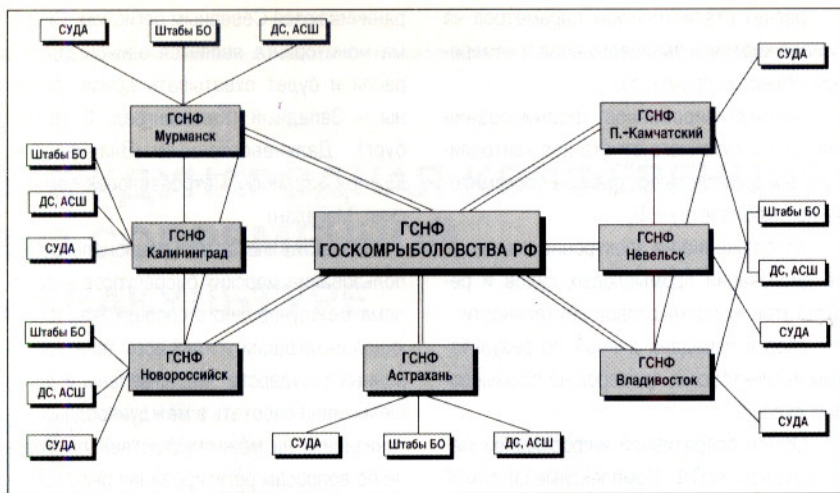 СУДА
Штабы БО
ДС, АСШ
СУДА
ГСНФ
Мурманск
ГСНФ
П.-Камчатский
Штабы БО
ДС, АСШ
СУДА
ГСНФ
Калининград
ГСНФ
ГОСКОМРЫБОЛОВСТВА РФ
ГСНФ
Невельск
Штабы БО
ДС, АСШ
СУДА
Штабы БО
ДС, АСШ
СУДА
ГСНФ
Новороссийск
ГСНФ
Астрахань
ГСНФ
Владивосток
СУДА
СУДА
Штабы БО
ДС, АСШ